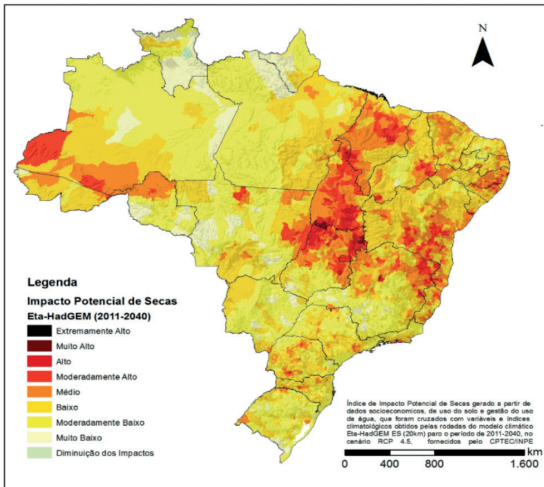 N
Legenda
Impacto Potencial de Secas
Eta-HadGEM (2011-2040)
Extremamente Alto
Muito Alto
Alto
Moderadamente Alto
Médio
Baixo
Moderadamente Baixo
Muito Baixo
Diminuição dos Impactos
Índice de Impacto Potencial de Secas gerado a partir de
dados socioeconomicos, de uso do solo e gestão do uso
da água, que foram cruzados com variáveis e índices
climatológicos obtidos pelas rodadas do modelo climático
Eta-HadGEM ES (20km) para o período de 2011-2040, no
cenário RCP 4.5, fornecidos pelo CPTEC/INPE
km
0 400 800 1.600